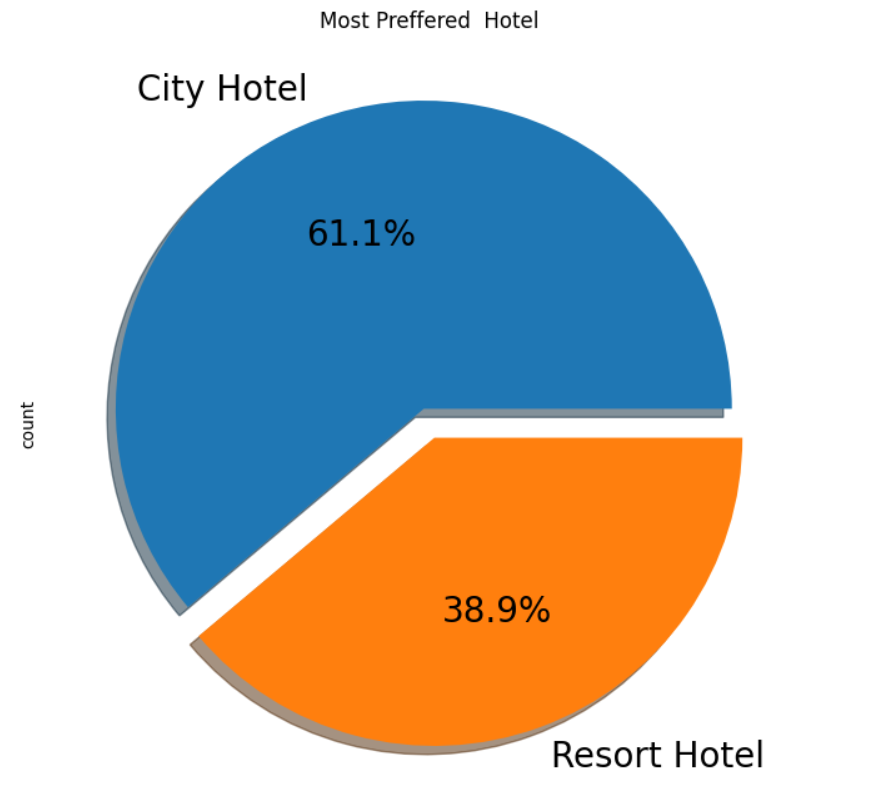 Most Preffered  Hotel
City Hotel
61.1%
count
38.9%
Resort Hotel